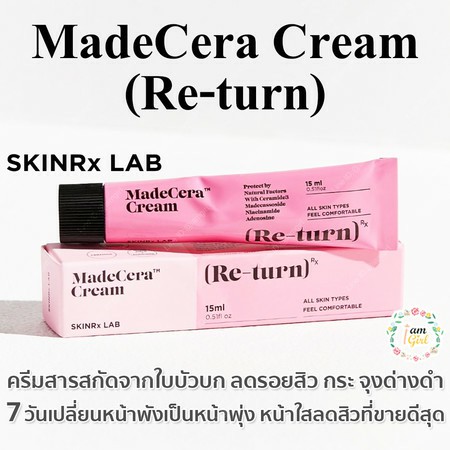 MadeCera Cream
(Re-turn)
SKINRx LAB
MadeCera™
Cream
Protect by
Natural Factors
With Ceramide3
Madecassoside
Niacinamide
Adenosine
15 ml
0.51floz
ALL SKIN TYPES
FEEL COMFORTABLE
(Re-turn)Rx
MadeCera™
Cream
SKINRx LAB
(Re-turn)Rx
15ml
0.51fl oz
ALL SKIN TYPES
FEEL COMFORTABLE
I am
Girl
ครีมสารสกัดจากใบบัวบก ลดรอยสิว กระ จุงด่างดำ
7 วันเปลี่ยนหน้าพังเป็นหน้าพุ่ง หน้าใสลดสิวที่ขายดีสุด